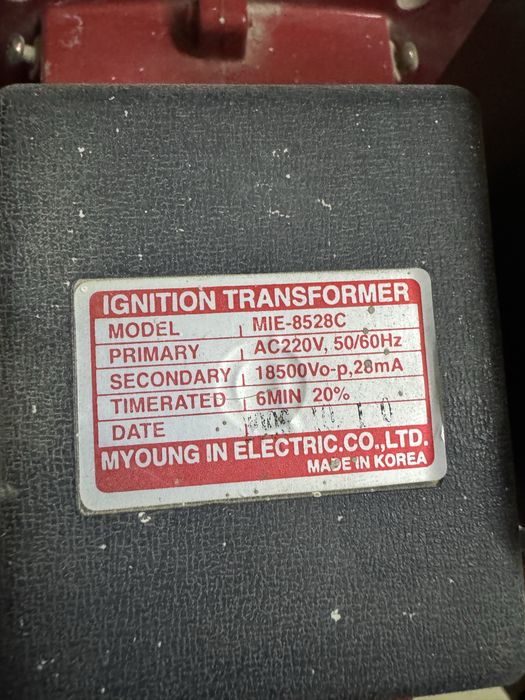 IGNITION TRANSFORMER
MODEL MIE-8528C
PRIMARY AC220V, 50/60Hz
SECONDARY 18500Vo-p,28mA
TIMERATED 6MIN 20%
DATE
MYOUNG IN ELECTRIC.CO.,LTD.
MADE IN KOREA